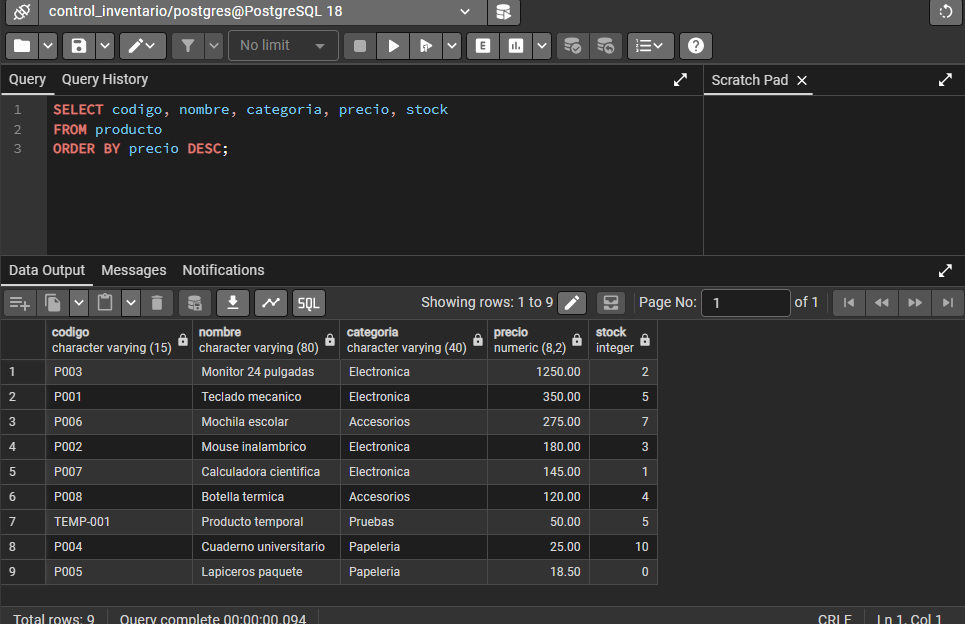 control_inventario/postgres@PostgreSQL 18
No limit
E
SQL
Query Query History
Scratch Pad
1 SELECT codigo, nombre, categoria, precio, stock
2 FROM producto
3 ORDER BY precio DESC;
Data Output Messages Notifications
SQL Showing rows: 1 to 9 Page No: 1 of 1
codigo nombre categoria precio stock
character varying (15) character varying (80) character varying (40) numeric (8,2) integer
1 P003 Monitor 24 pulgadas Electronica 1250.00 2
2 P001 Teclado mecanico Electronica 350.00 5
3 P006 Mochila escolar Accesorios 275.00 7
4 P002 Mouse inalambrico Electronica 180.00 3
5 P007 Calculadora cientifica Electronica 145.00 1
6 P008 Botella termica Accesorios 120.00 4
7 TEMP-001 Producto temporal Pruebas 50.00 5
8 P004 Cuaderno universitario Papeleria 25.00 10
9 P005 Lapiceros paquete Papeleria 18.50 0
Total rows: 9 Query complete 00:00:00.094 CRLF Ln 1, Col 1